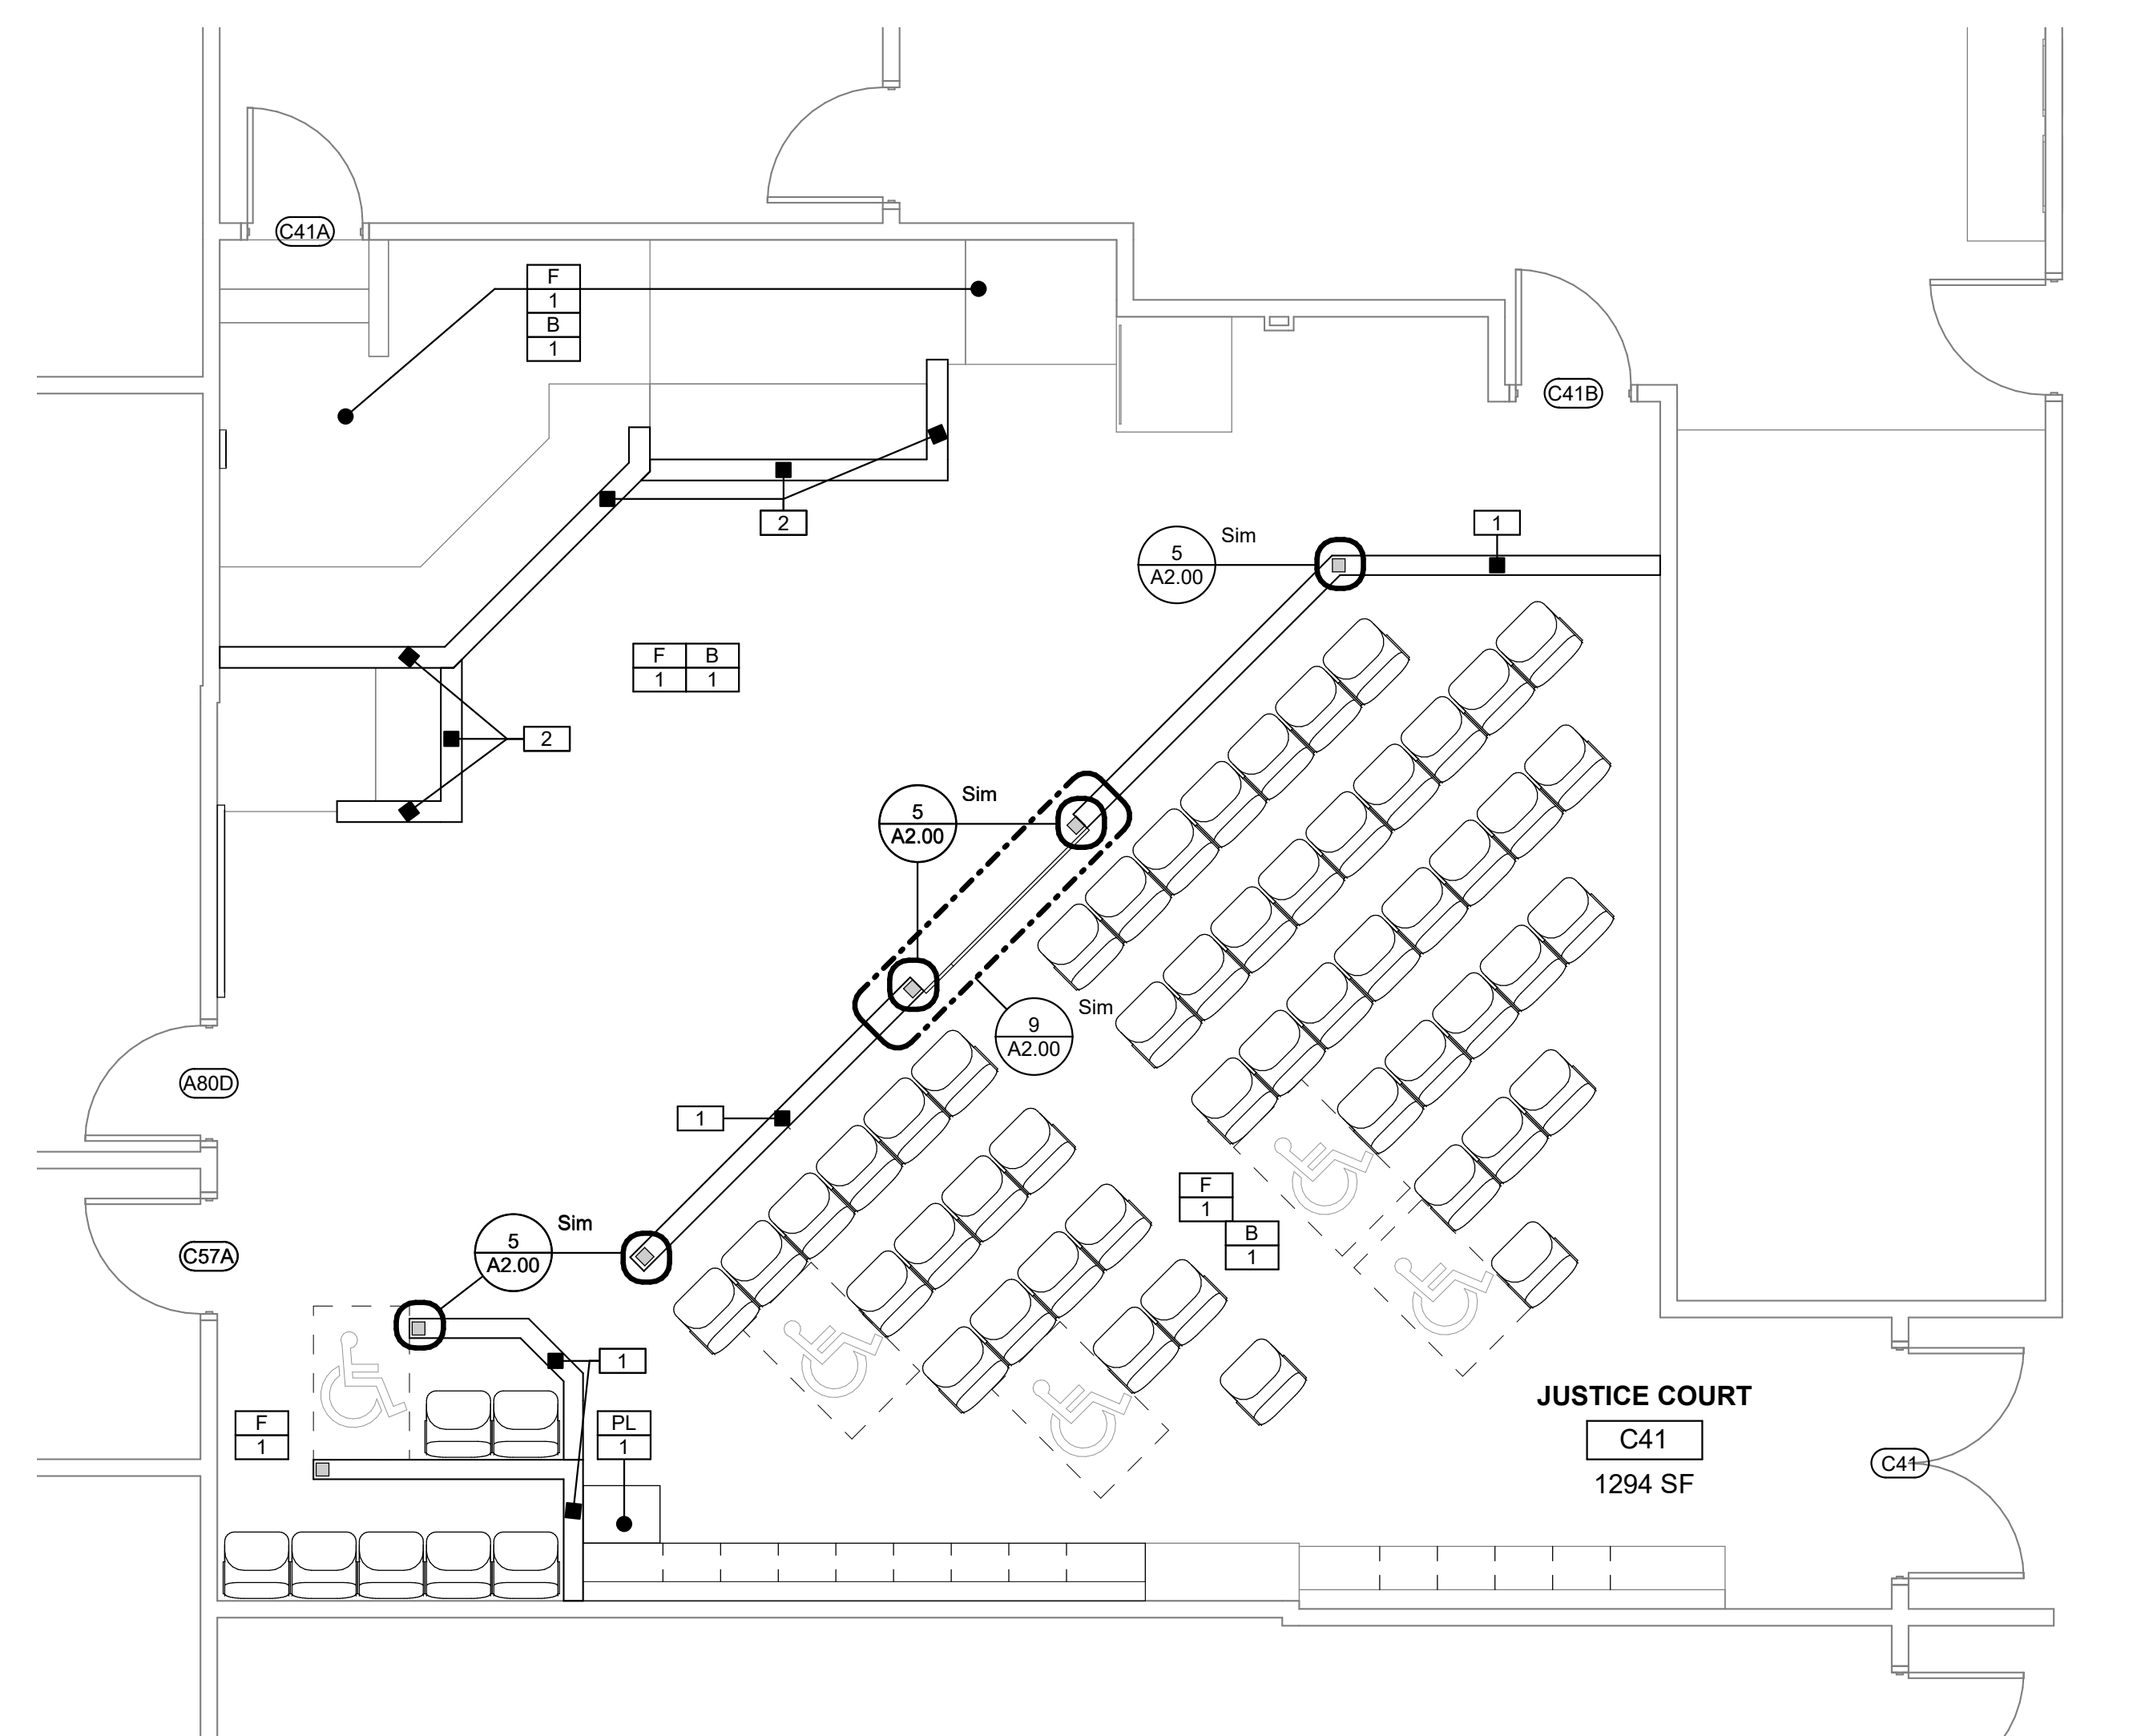 C41A
F
1
B
1
C41B
2
5
A2.00
Sim
1
F B
1 1
2
5
A2.00
Sim
9
A2.00
Sim
A80D
1
F
1
B
1
5
A2.00
Sim
C57A
1
JUSTICE COURT
C41
1294 SF
F
1
PL
1
C41